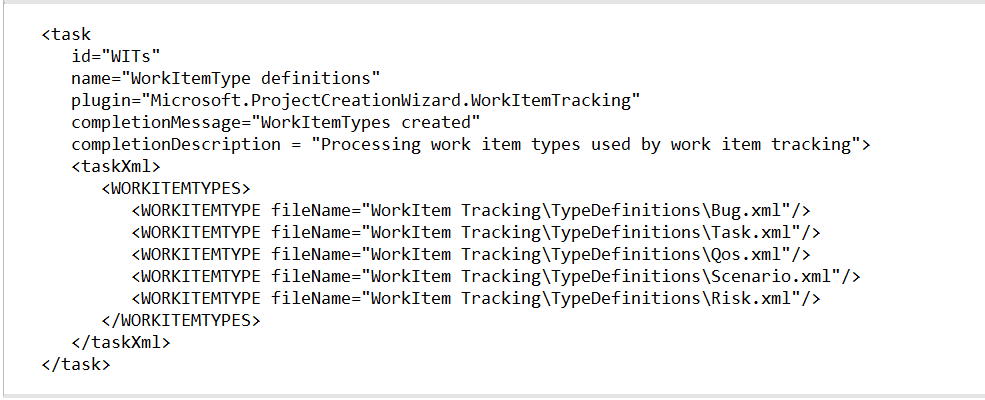 <task
id="WITs"
name="WorkItemType definitions"
plugin="Microsoft.ProjectCreationWizard.WorkItemTracking"
completionMessage="WorkItemTypes created"
completionDescription = "Processing work item types used by work item tracking">
<taskXml>
<WORKITEMTYPES>
<WORKITEMTYPE fileName="WorkItem Tracking\TypeDefinitions\Bug.xml"/>
<WORKITEMTYPE fileName="WorkItem Tracking\TypeDefinitions\Task.xml"/>
<WORKITEMTYPE fileName="WorkItem Tracking\TypeDefinitions\Qos.xml"/>
<WORKITEMTYPE fileName="WorkItem Tracking\TypeDefinitions\Scenario.xml"/>
<WORKITEMTYPE fileName="WorkItem Tracking\TypeDefinitions\Risk.xml"/>
</WORKITEMTYPES>
</taskXml>
</task>